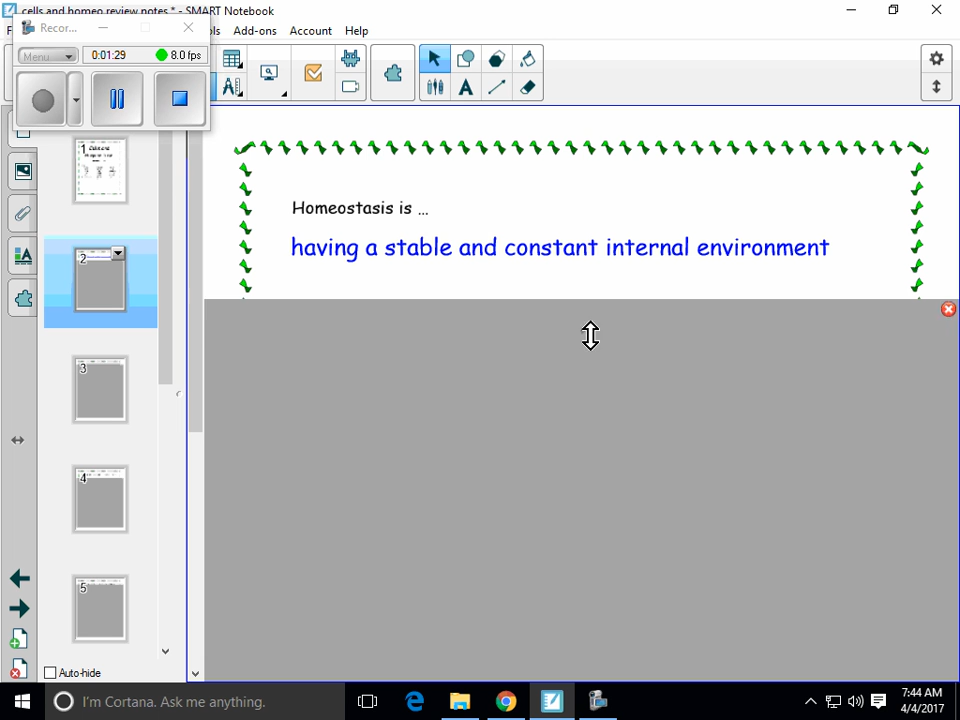 cells and homeo review notes * - SMART Notebook
Recor...
Add-ons Account Help
Menu
0:01:29
8.0 fps
1
2
3
4
5
Homeostasis is ...
having a stable and constant internal environment
Auto-hide
I'm Cortana. Ask me anything.
7:44 AM
4/4/2017